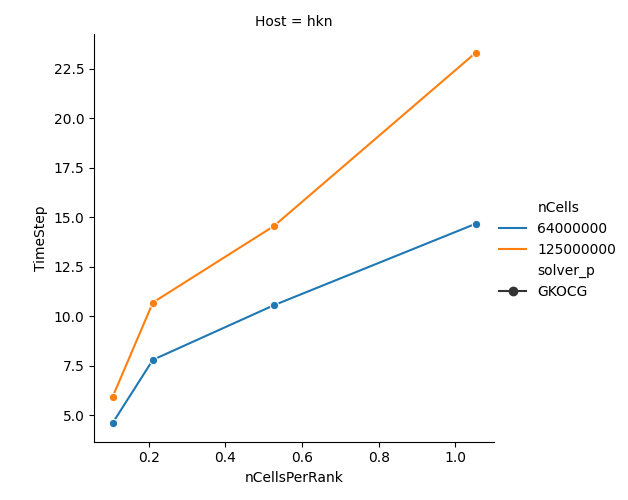 Host = hkn
22.5
20.0
17.5
15.0
12.5
10.0
7.5
5.0
TimeStep
0.2
0.4
0.6
0.8
1.0
nCellsPerRank
nCells
64000000
125000000
solver_p
GKOCG